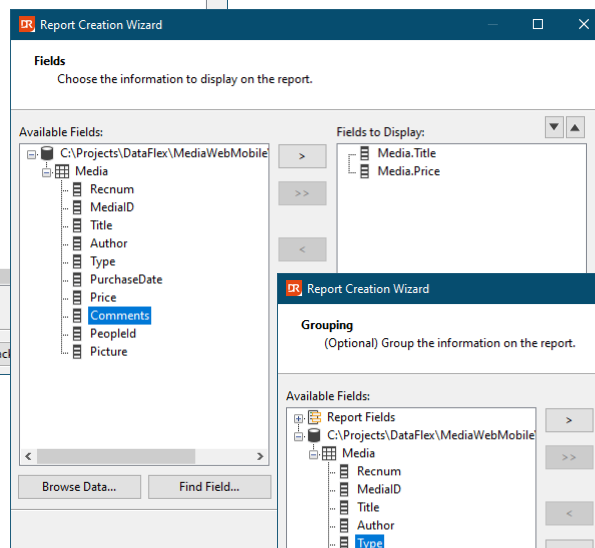 DR Report Creation Wizard
Fields
Choose the information to display on the report.
Available Fields:
C:\Projects\DataFlex\MediaWebMobile
Media
Recnum
MediaID
Title
Author
Type
PurchaseDate
Price
Comments
PeopleId
Picture
Browse Data...
Find Field...
>
>>
<
Fields to Display:
Media.Title
Media.Price
DR Report Creation Wizard
Grouping
(Optional) Group the information on the report.
Available Fields:
Report Fields
C:\Projects\DataFlex\MediaWebMobile
Media
Recnum
MediaID
Title
Author
Type
>
>>
<